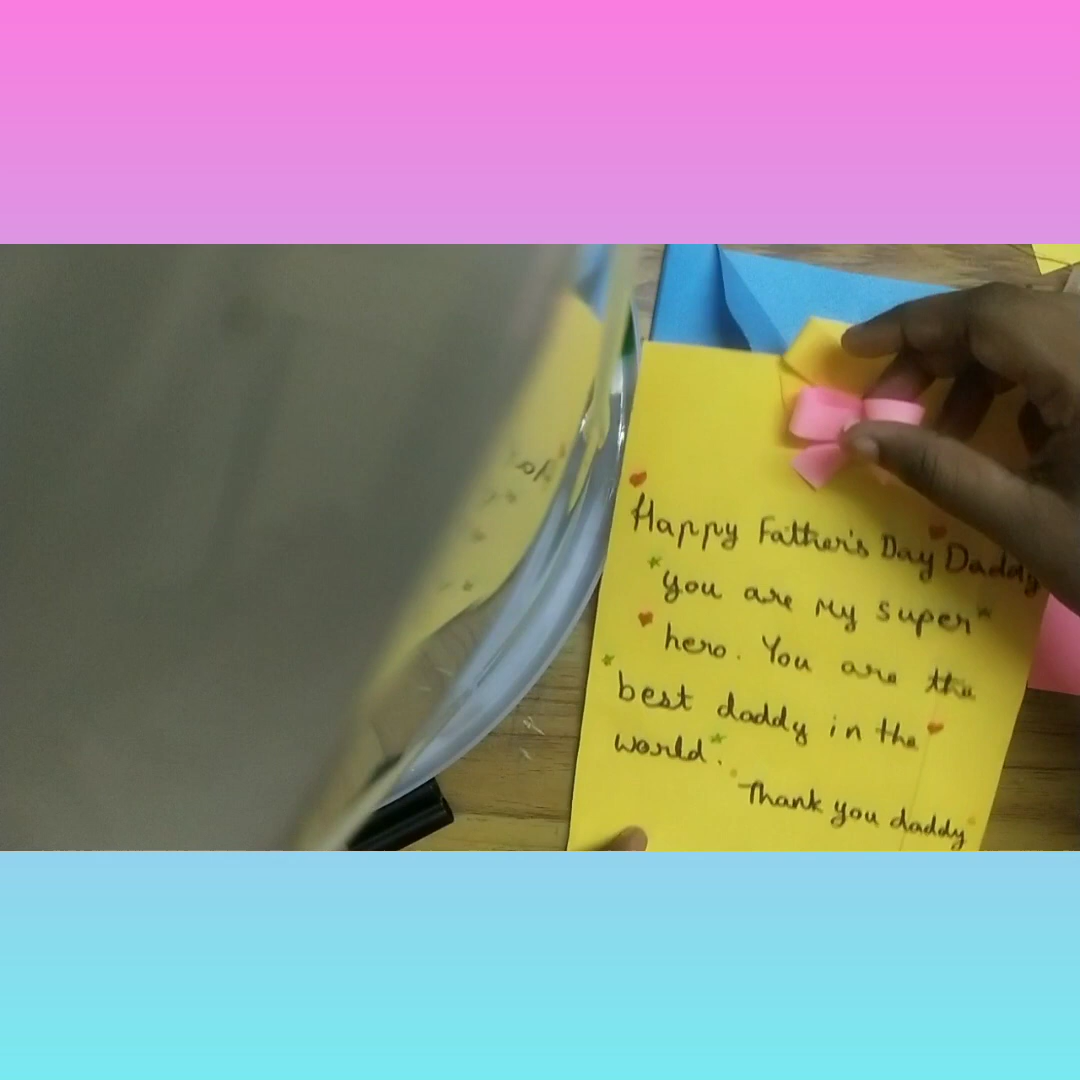 Happy Father's Day Daddy
you are my super
hero. You are the
best daddy in the
world.
Thank you daddy